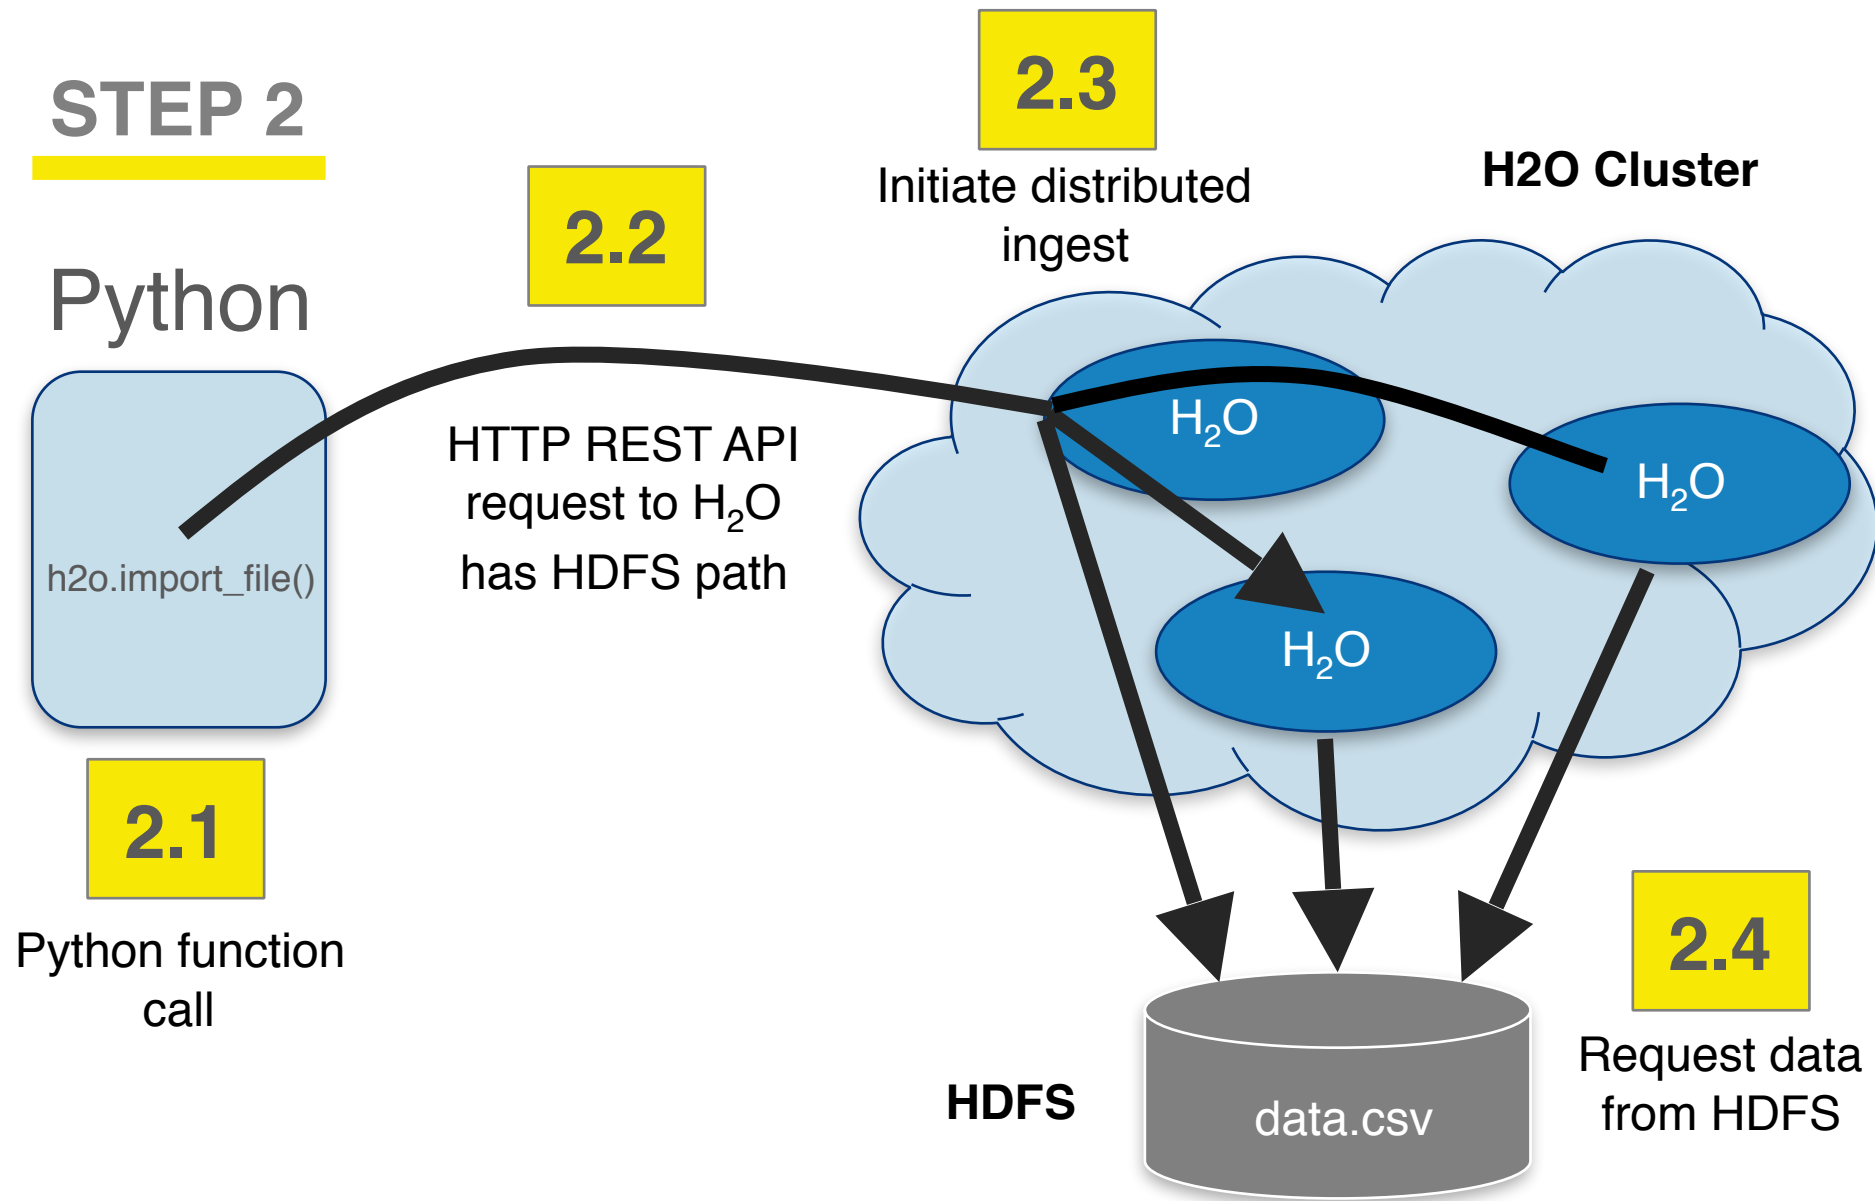 STEP 2
Python
h2o.import_file()
2.1
Python function
call
2.2
HTTP REST API
request to H₂O
has HDFS path
2.3
Initiate distributed
ingest
H2O Cluster
H₂O
H₂O
H₂O
2.4
Request data
from HDFS
HDFS
data.csv